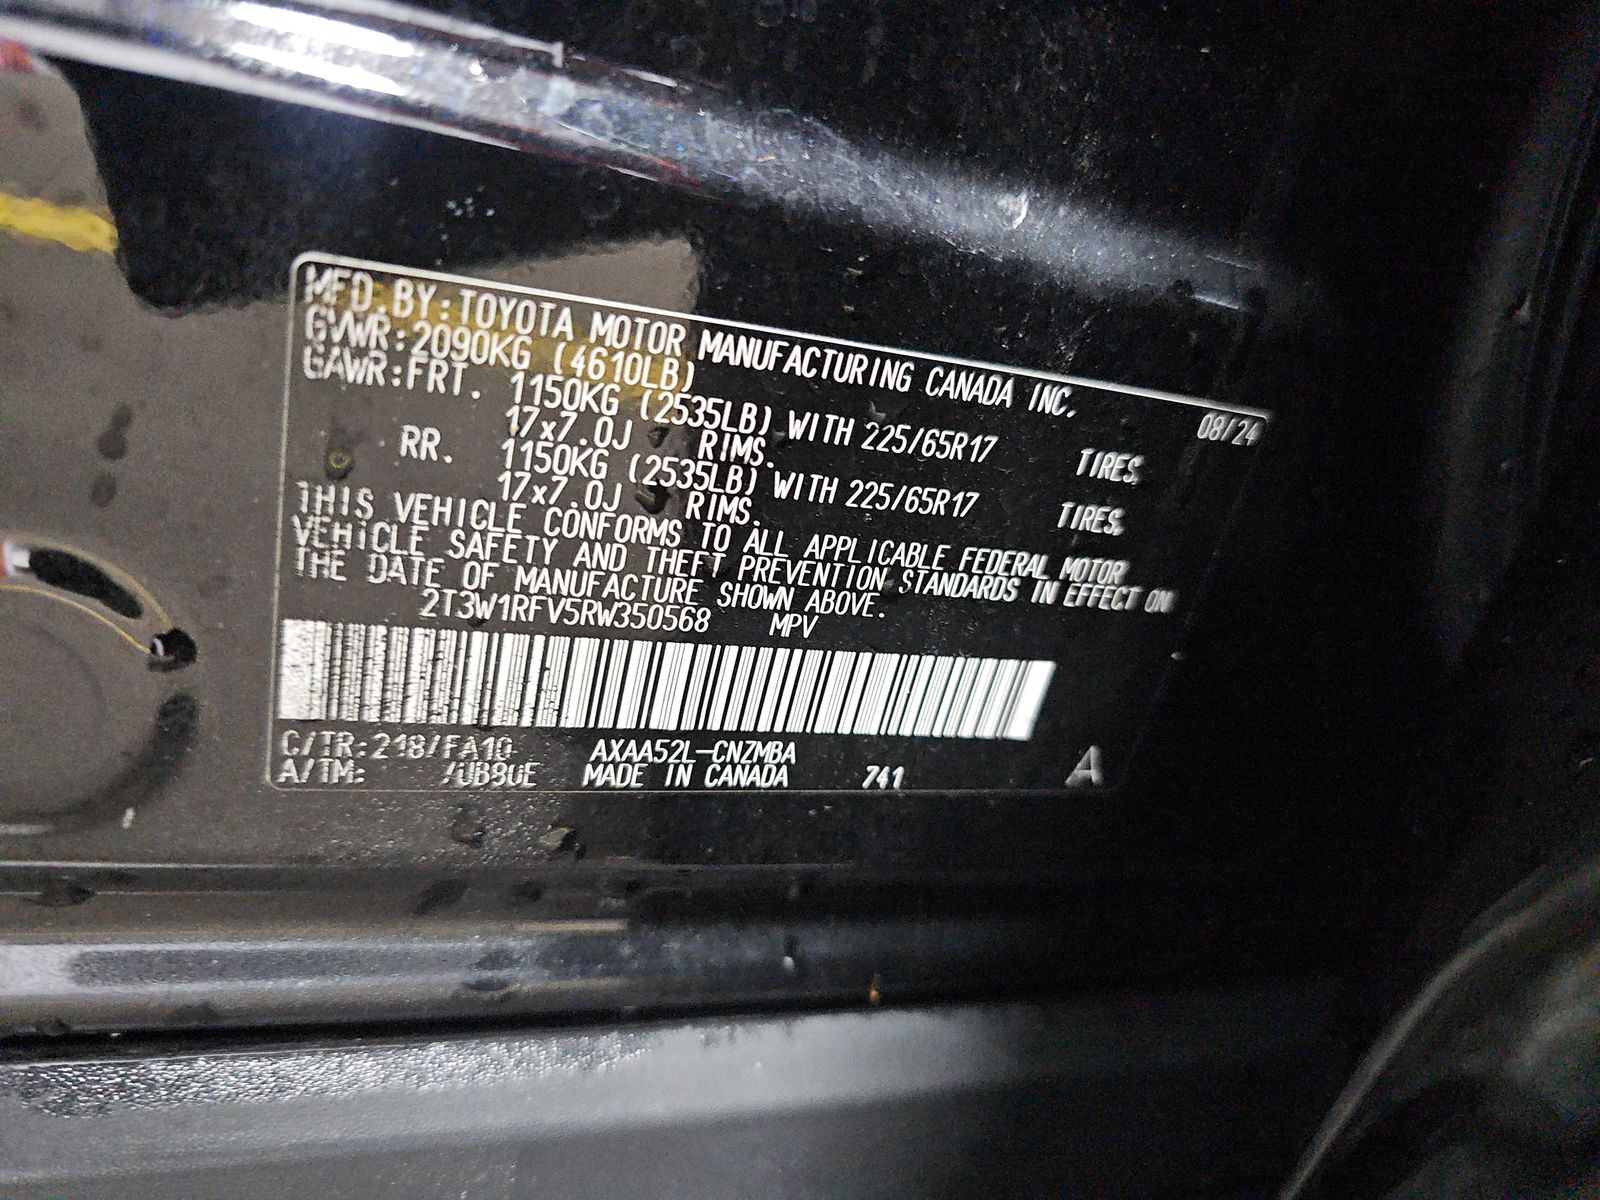 MFD. BY: TOYOTA MOTOR MANUFACTURING CANADA INC. 08/24
GVWR: 2090KG (4610LB)
GAWR: FRT. 1150KG (2535LB) WITH 225/65R17 TIRES,
17x7.0J RIMS.
RR. 1150KG (2535LB) WITH 225/65R17 TIRES,
17x7.0J RIMS.
THIS VEHICLE CONFORMS TO ALL APPLICABLE FEDERAL MOTOR
VEHICLE SAFETY AND THEFT PREVENTION STANDARDS IN EFFECT ON
THE DATE OF MANUFACTURE SHOWN ABOVE.
2T3W1RFV5RW350568 MPV
C/TR: 218/FA10 AXAA52L-CNZMBA
A/TM: /UB80E MADE IN CANADA 741 A